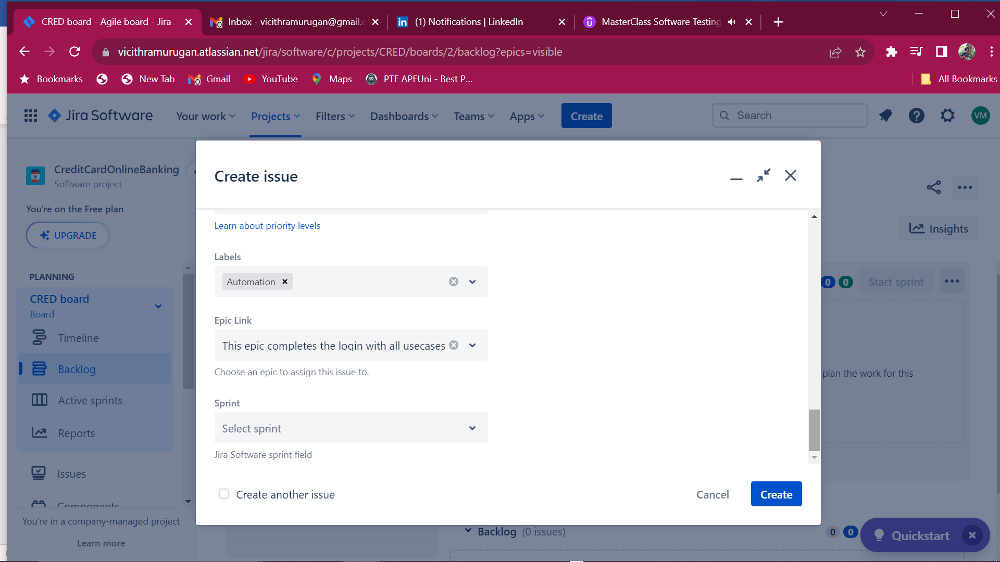 CRED board - Agile board - Jira
Inbox - vicithramurugan@gmail.c
(1) Notifications | LinkedIn
MasterClass Software Testing
vicithramurugan.atlassian.net/jira/software/c/projects/CRED/boards/2/backlog?epics=visible
Bookmarks
New Tab
Gmail
YouTube
Maps
PTE APEUni - Best P...
All Bookmarks
Jira Software
Your work
Projects
Filters
Dashboards
Teams
Apps
Create
Search
VM
CreditCardOnlineBanking
Software project
You're on the Free plan
UPGRADE
PLANNING
CRED board
Board
Timeline
Backlog
Active sprints
Reports
Issues
Components
You're in a company-managed project
Learn more
Create issue
Learn about priority levels
Labels
Automation
Epic Link
This epic completes the login with all usecases
Choose an epic to assign this issue to.
Sprint
Select sprint
Jira Software sprint field
Create another issue
Cancel
Create
Insights
0 0 Start sprint
plan the work for this
Backlog (0 issues)
0 0
Quickstart